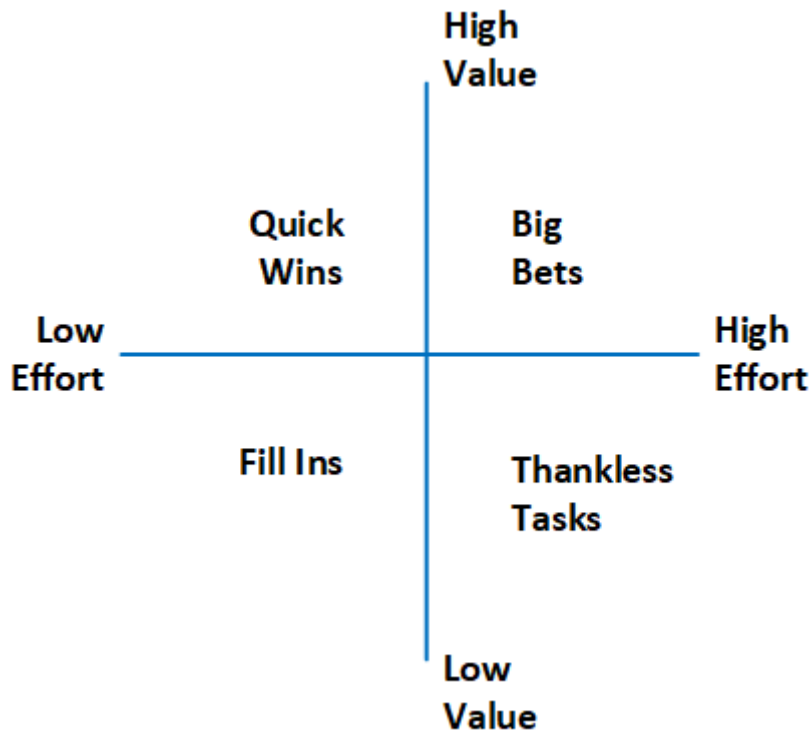 High
Value
Quick
Wins
Big
Bets
Low
Effort
High
Effort
Fill Ins
Thankless
Tasks
Low
Value